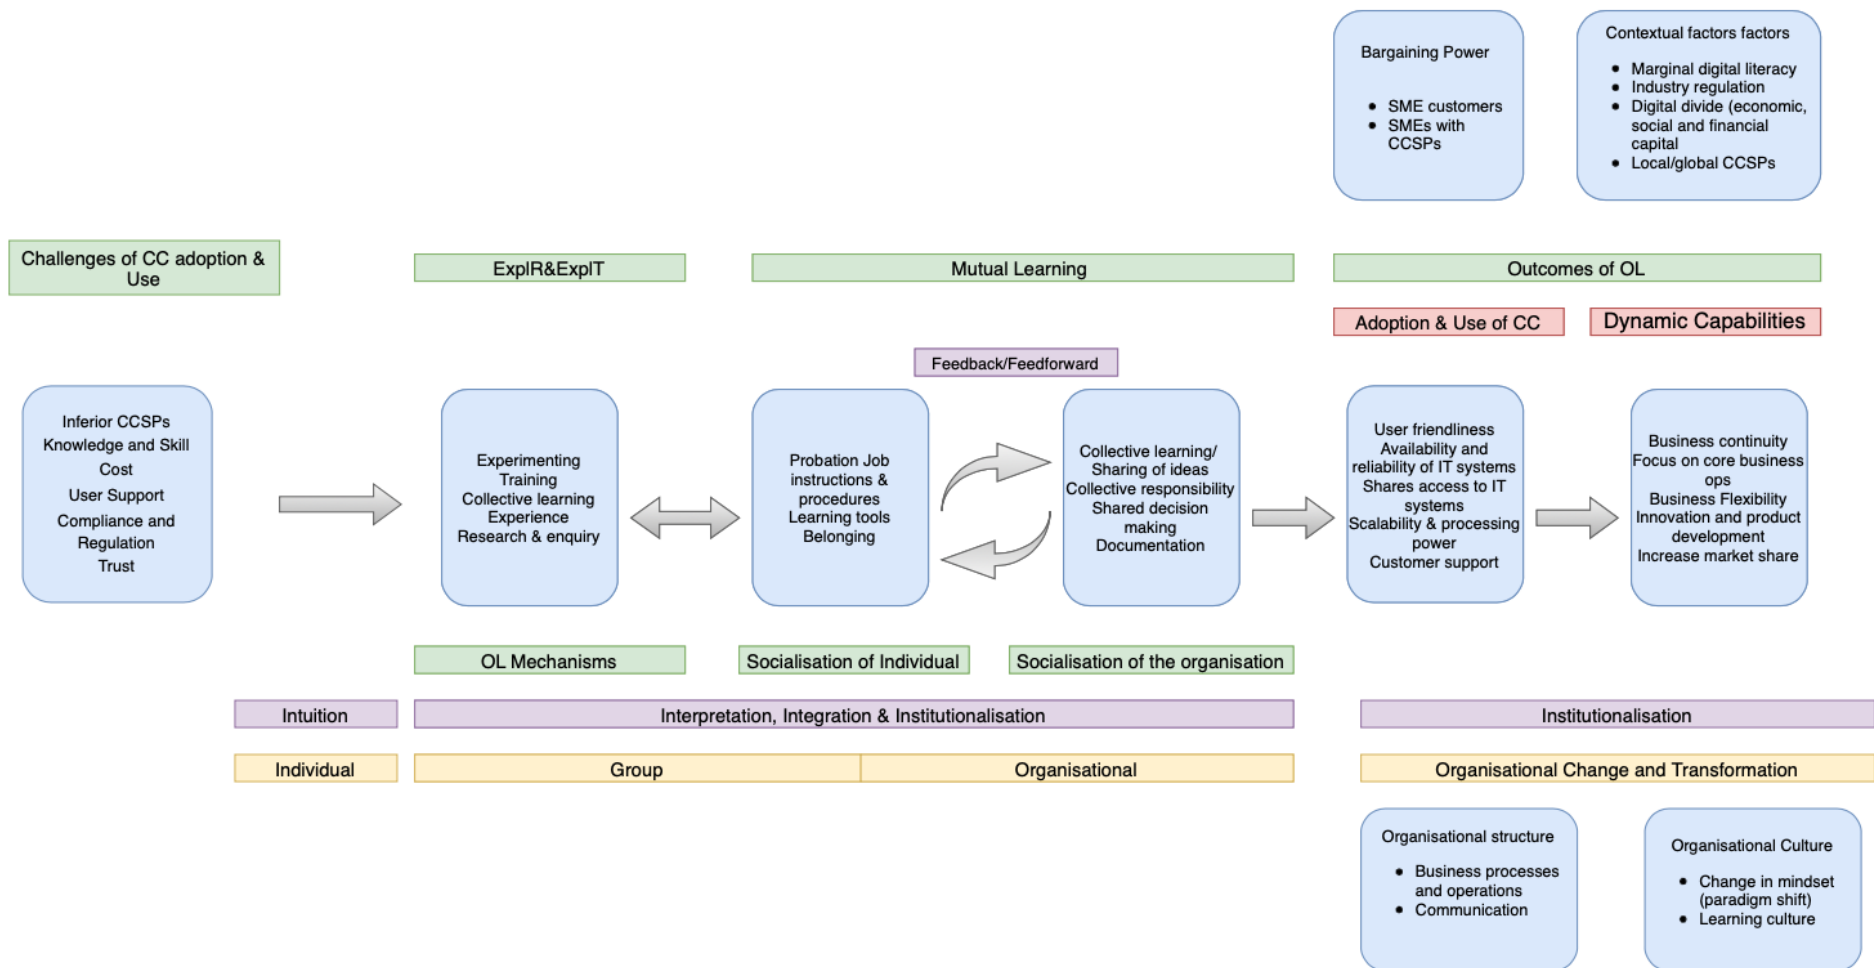 Bargaining Power
• SME customers
• SMEs with
CCSPs
Contextual factors factors
• Marginal digital literacy
• Industry regulation
• Digital divide (economic,
social and financial
capital
• Local/global CCSPs
Challenges of CC adoption &
Use
ExplR&ExplT
Mutual Learning
Outcomes of OL
Adoption & Use of CC
Dynamic Capabilities
Feedback/Feedforward
Inferior CCSPs
Knowledge and Skill
Cost
User Support
Compliance and
Regulation
Trust
Experimenting
Training
Collective learning
Experience
Research & enquiry
Probation Job
instructions &
procedures
Learning tools
Belonging
Collective learning/
Sharing of ideas
Collective responsibility
Shared decision
making
Documentation
User friendliness
Availability and
reliability of IT systems
Shares access to IT
systems
Scalability & processing
power
Customer support
Business continuity
Focus on core business
ops
Business Flexibility
Innovation and product
development
Increase market share
OL Mechanisms
Socialisation of Individual
Socialisation of the organisation
Intuition
Interpretation, Integration & Institutionalisation
Institutionalisation
Individual
Group
Organisational
Organisational Change and Transformation
Organisational structure
• Business processes
and operations
• Communication
Organisational Culture
• Change in mindset
(paradigm shift)
• Learning culture